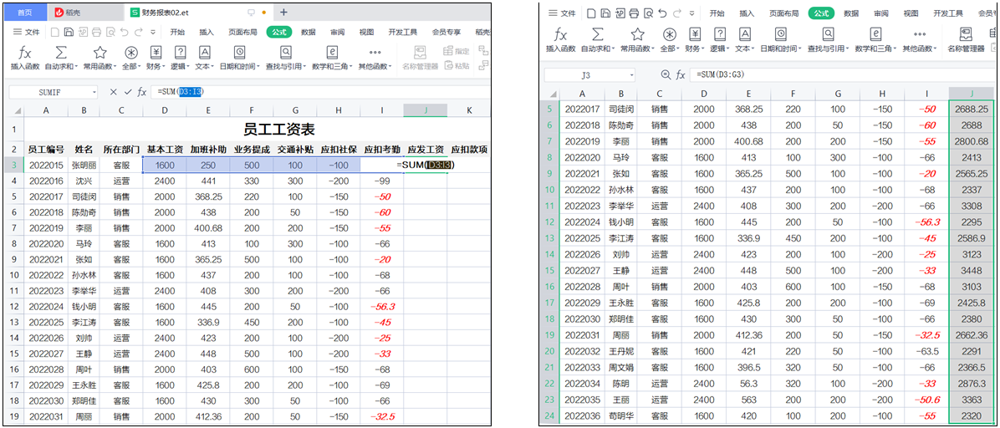 首页 稻壳 财务报表02.et
文件 开始 插入 页面布局 公式 数据 审阅 视图 开发工具 会员专享 稻壳
fx Σ
插入函数 自动求和 常用函数 全部 财务 逻辑 文本 日期和时间 查找与引用 数学和三角 其他函数 名称管理器 指定 粘贴
SUMIF fx =SUM(D3:I3)
A B C D E F G H I J K
1 员工工资表
2 员工编号 姓名 所在部门 基本工资 加班补助 业务提成 交通补贴 应扣社保 应扣考勤 应发工资 应扣款项
3 2022015 张明丽 客服 1600 250 500 100 -100 =SUM(D3:I3)
4 2022016 沈兴 运营 2400 441 330 300 -200 -99
5 2022017 司徒闵 销售 2000 368.25 220 100 -150 -50
6 2022018 陈勋奇 销售 2000 438 200 50 -150 -60
7 2022019 李丽 销售 2000 400.68 200 200 -150 -55
8 2022020 马玲 客服 1600 413 100 300 -100 -66
9 2022021 张如 客服 1600 365.25 500 100 -100 -20
10 2022022 孙水林 客服 1600 437 200 100 -100 -68
11 2022023 李举华 运营 2400 408 300 200 -200 -66
12 2022024 钱小明 客服 1600 445 200 50 -100 -56.3
13 2022025 李江涛 客服 1600 336.9 450 200 -100 -45
14 2022026 刘帅 运营 2400 423 200 100 -200 -25
15 2022027 王静 运营 2400 448 500 100 -200 -33
16 2022028 周叶 销售 2000 403 600 100 -150 -68
17 2022029 王永胜 客服 1600 425.8 200 200 -100 -69
18 2022030 郑明佳 客服 1600 430 300 50 -100 -66
19 2022031 周丽 销售 2000 412.36 200 50 -150 -32.5
文件 开始 插入 页面布局 公式 数据 审阅 视图 开发工具 会员专
fx Σ
插入函数 自动求和 常用函数 全部 财务 逻辑 文本 日期和时间 查找与引用 数学和三角 其他函数 名称管理器
J3 fx =SUM(D3:G3)
A B C D E F G H I J
5 2022017 司徒闵 销售 2000 368.25 220 100 -150 -50 2688.25
6 2022018 陈勋奇 销售 2000 438 200 50 -150 -60 2688
7 2022019 李丽 销售 2000 400.68 200 200 -150 -55 2800.68
8 2022020 马玲 客服 1600 413 100 300 -100 -66 2413
9 2022021 张如 客服 1600 365.25 500 100 -100 -20 2565.25
10 2022022 孙水林 客服 1600 437 200 100 -100 -68 2337
11 2022023 李举华 运营 2400 408 300 200 -200 -66 3308
12 2022024 钱小明 客服 1600 445 200 50 -100 -56.3 2295
13 2022025 李江涛 客服 1600 336.9 450 200 -100 -45 2586.9
14 2022026 刘帅 运营 2400 423 200 100 -200 -25 3123
15 2022027 王静 运营 2400 448 500 100 -200 -33 3448
16 2022028 周叶 销售 2000 403 600 100 -150 -68 3103
17 2022029 王永胜 客服 1600 425.8 200 200 -100 -69 2425.8
18 2022030 郑明佳 客服 1600 430 300 50 -100 -66 2380
19 2022031 周丽 销售 2000 412.36 200 50 -150 -32.5 2662.36
20 2022032 王丹妮 客服 1600 421 220 50 -100 -63.5 2291
21 2022033 周文娟 客服 1600 396.5 320 50 -100 -66 2366.5
22 2022034 陈明 运营 2400 56.3 320 100 -200 -33 2876.3
23 2022035 王丽 运营 2400 563 200 200 -200 -50.6 3363
24 2022036 苟明华 客服 1600 420 100 200 -100 -55 2320